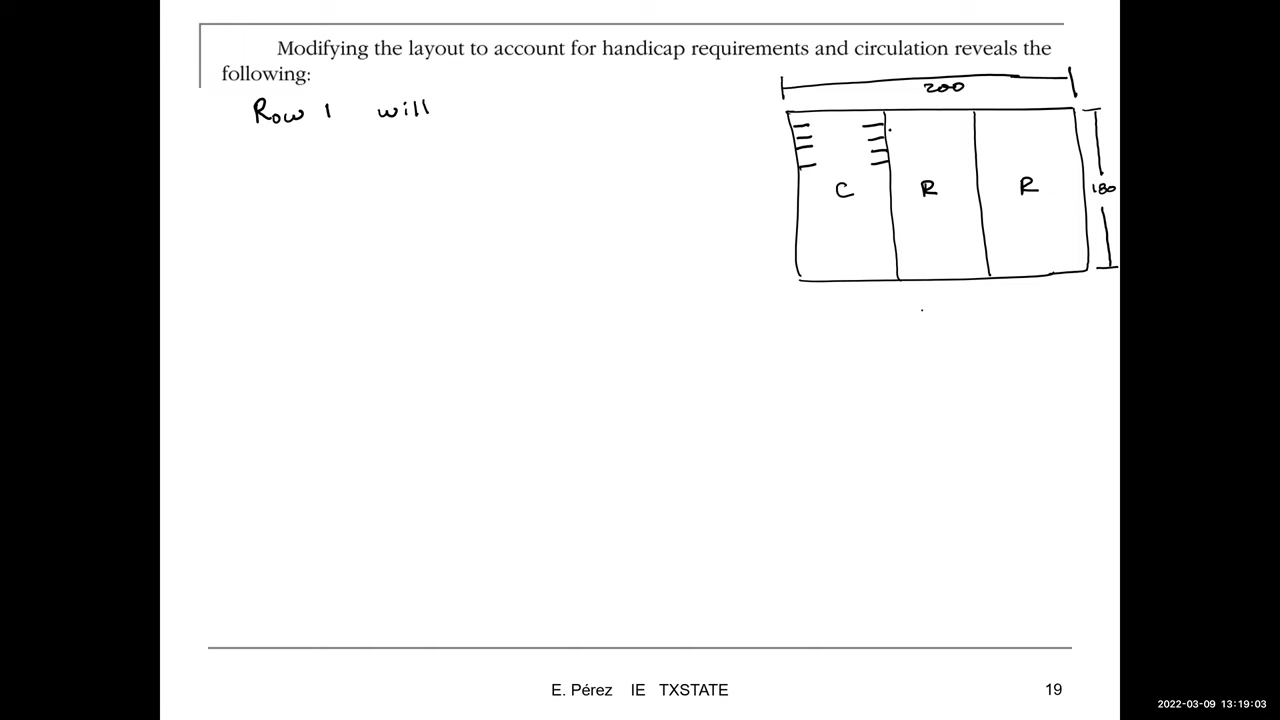 Modifying the layout to account for handicap requirements and circulation reveals the
following:
Row 1 will
200
C R R
180
E. Pérez IE TXSTATE
19
2022-03-09 13:19:03